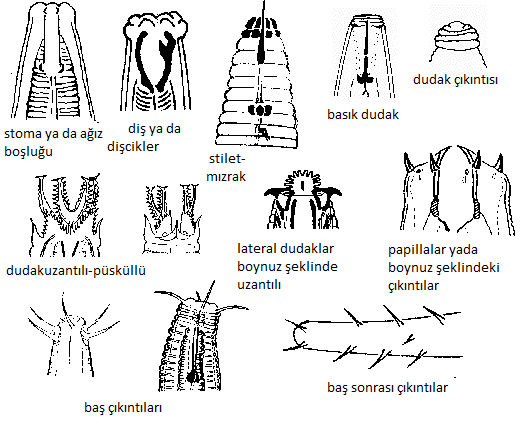 stoma ya da ağız
boşluğu
diş ya da
dişcikler
stilet-
mızrak
basık dudak
dudak çıkıntısı
dudakuzantılı-püsküllü
lateral dudaklar
boynuz şeklinde
uzantılı
papillalar yada
boynuz şeklindeki
çıkıntılar
baş çıkıntıları
baş sonrası çıkıntılar